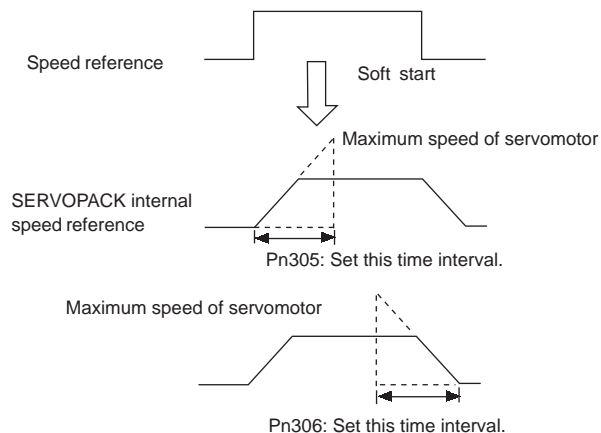 Speed reference
Soft start
Maximum speed of servomotor
SERVOPACK internal
speed reference
Pn305: Set this time interval.
Maximum speed of servomotor
Pn306: Set this time interval.